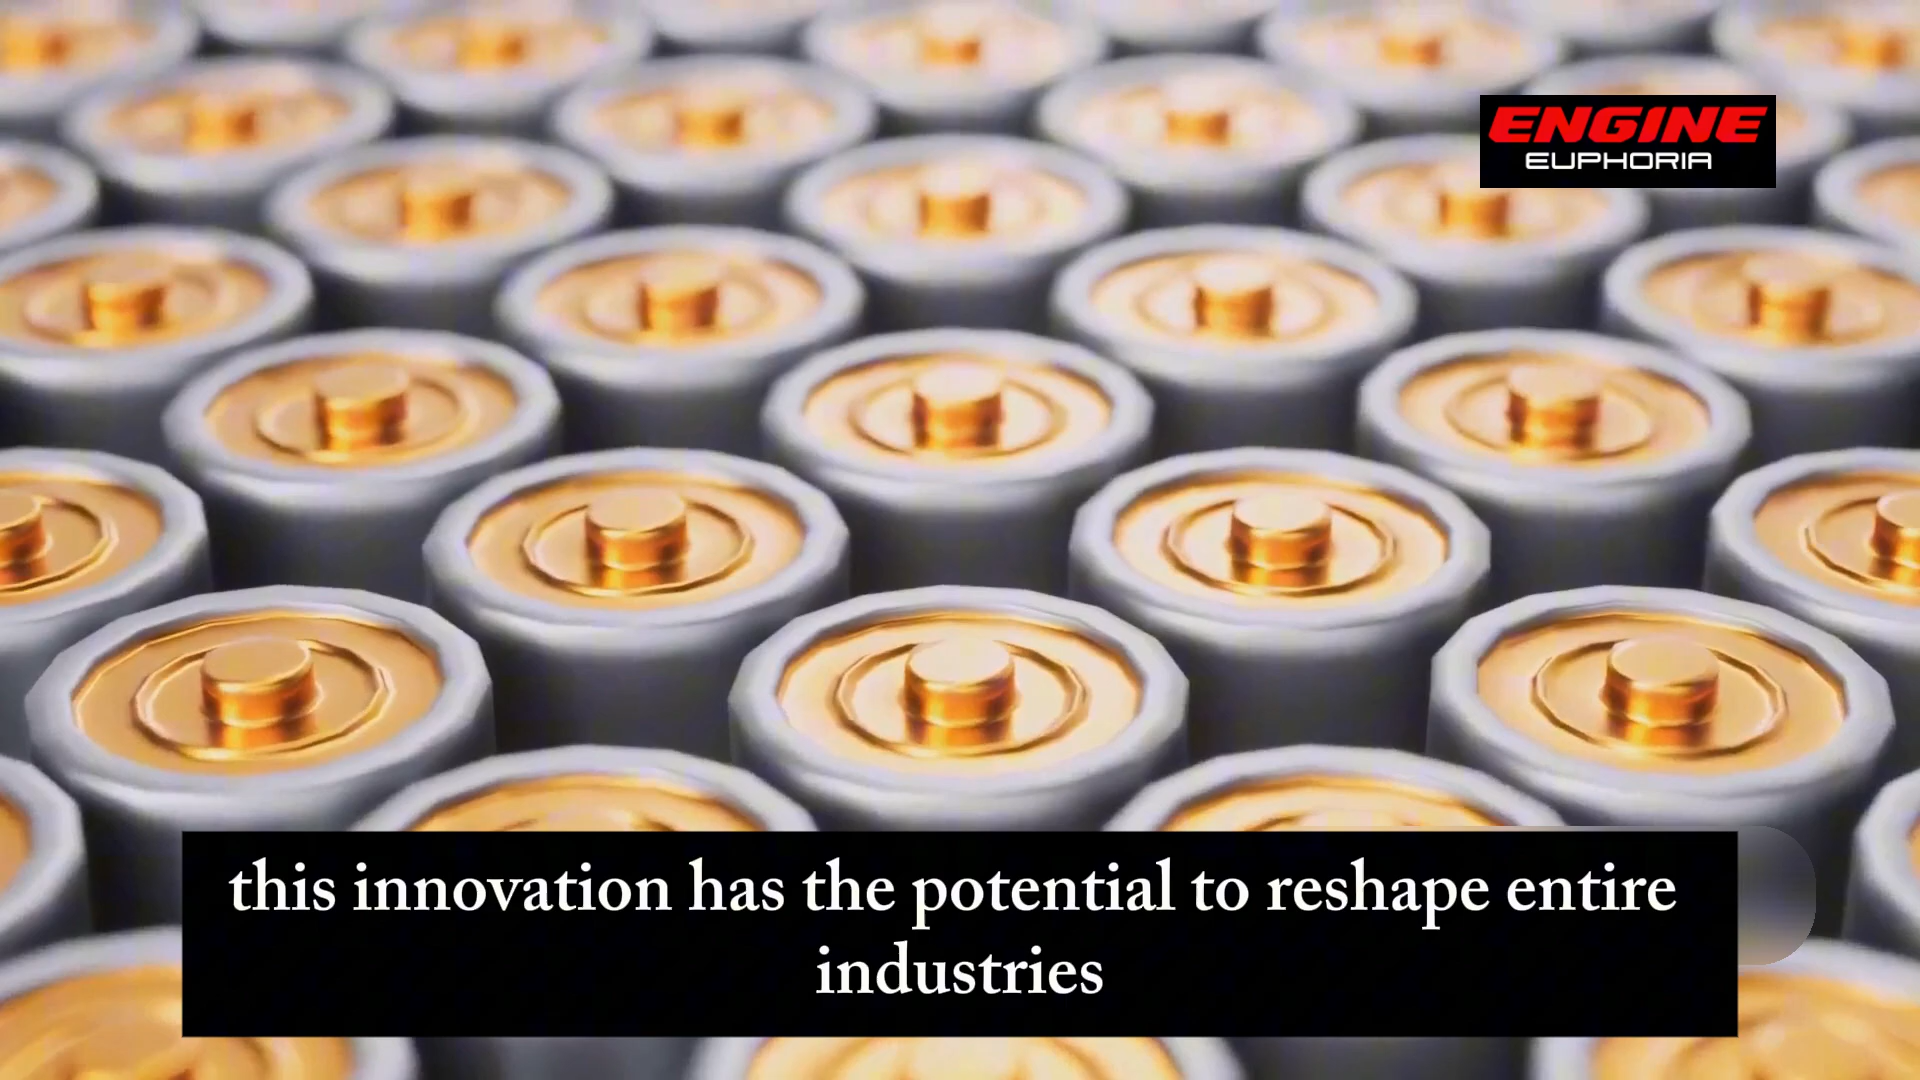 ENGINE
EUPHORIA
this innovation has the potential to reshape entire
industries